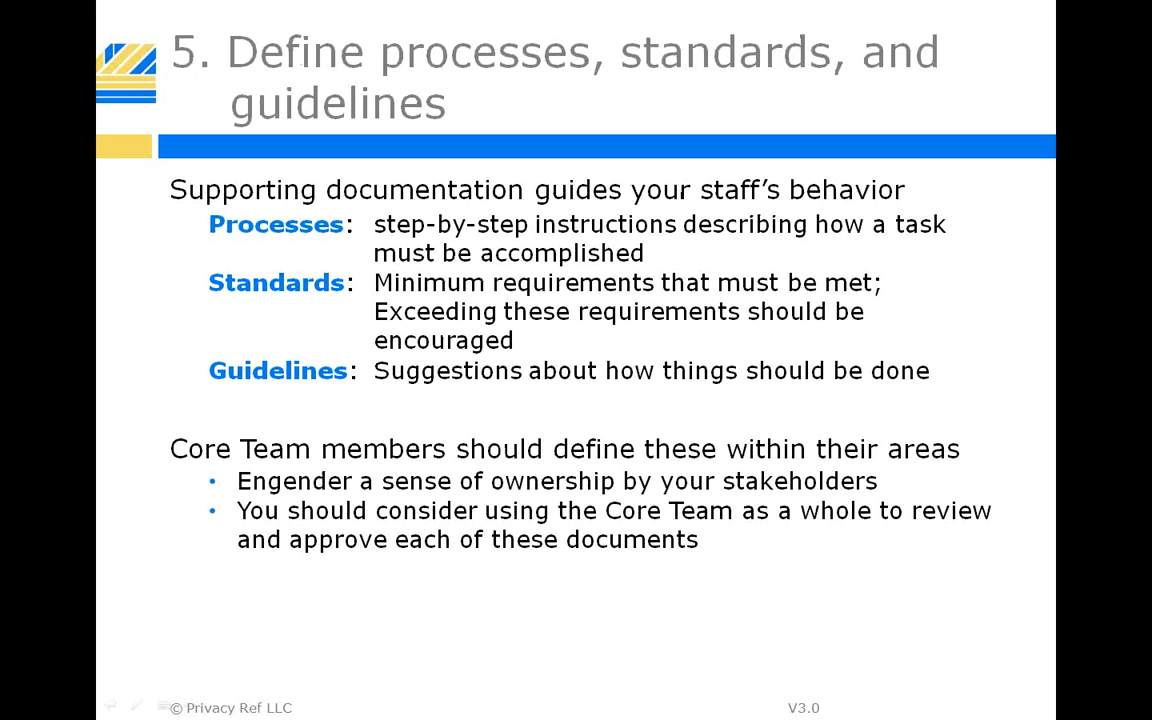 5. Define processes, standards, and
guidelines
Supporting documentation guides your staff’s behavior
Processes: step-by-step instructions describing how a task
must be accomplished
Standards: Minimum requirements that must be met;
Exceeding these requirements should be
encouraged
Guidelines: Suggestions about how things should be done
Core Team members should define these within their areas
• Engender a sense of ownership by your stakeholders
• You should consider using the Core Team as a whole to review
and approve each of these documents
© Privacy Ref LLC V3.0